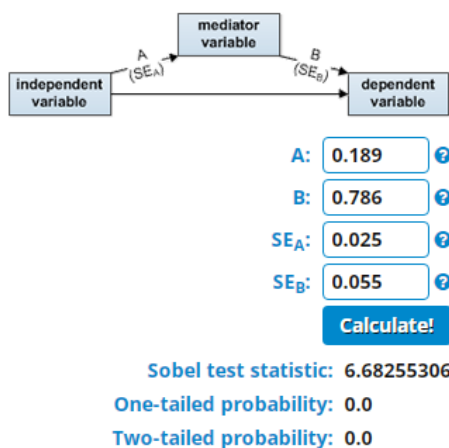 mediator
variable
A
(SEA)
B
(SEB)
independent
variable
dependent
variable
A: 0.189 ?
B: 0.786 ?
SEA: 0.025 ?
SEB: 0.055 ?
Calculate!
Sobel test statistic: 6.68255306
One-tailed probability: 0.0
Two-tailed probability: 0.0